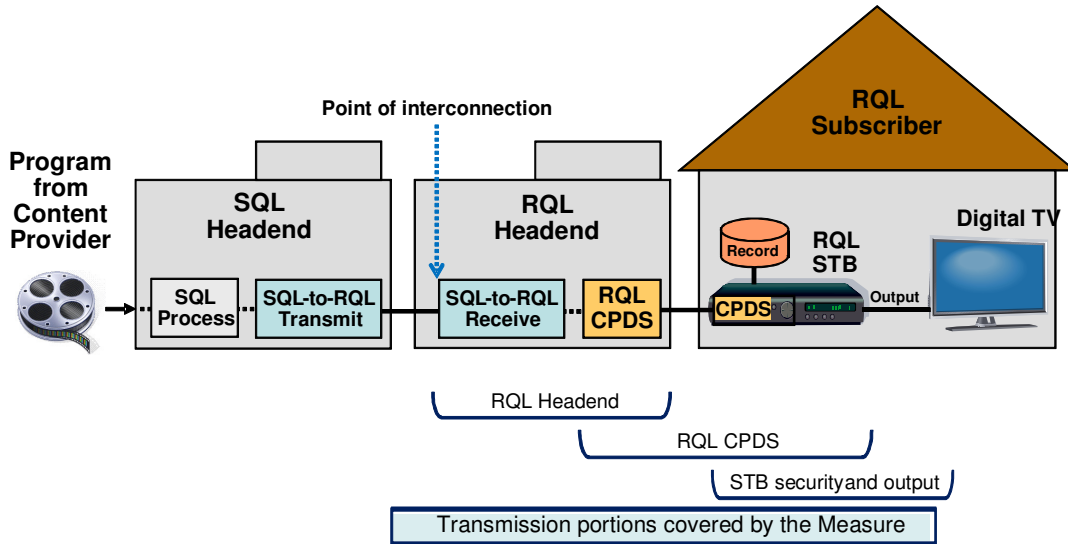 Point of interconnection
Program
from
Content
Provider
SQL
Headend
RQL
Headend
RQL
Subscriber
SQL
Process
SQL-to-RQL
Transmit
SQL-to-RQL
Receive
RQL
CPDS
Record
RQL
STB
CPDS
Output
Digital TV
RQL Headend
RQL CPDS
STB securityand output
Transmission portions covered by the Measure